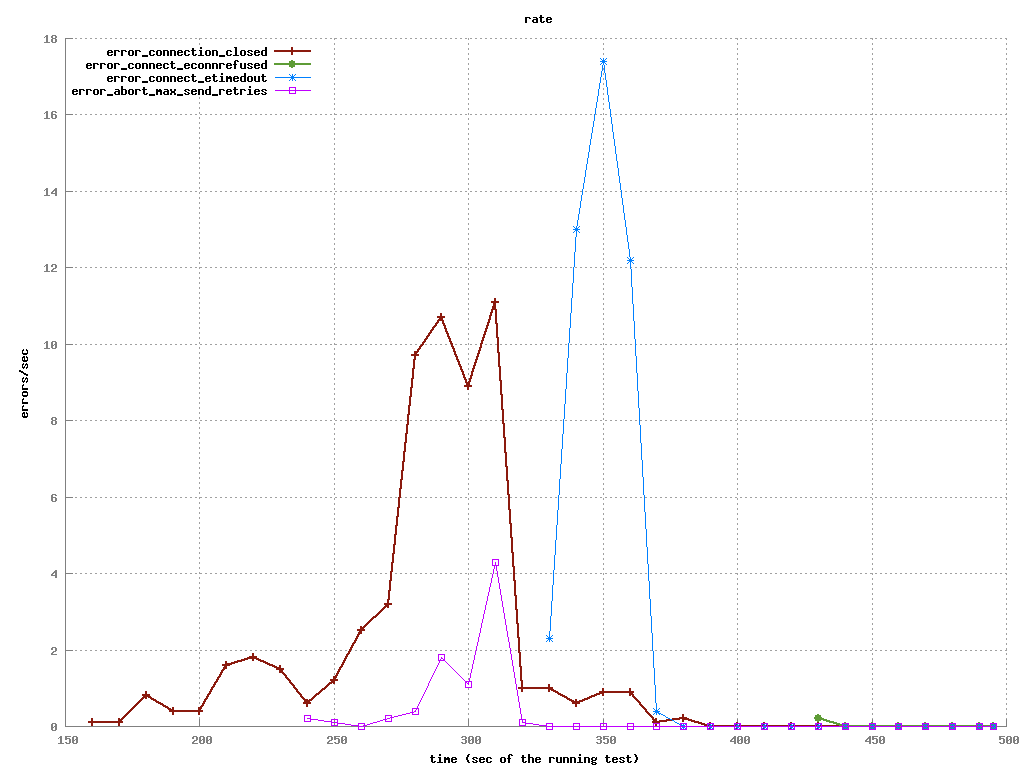 rate
error_connection_closed
error_connect_econnrefused
error_connect_etimedout
error_abort_max_send_retries
18
16
14
12
10
8
6
4
2
0
errors/sec
150 200 250 300 350 400 450 500
time (sec of the running test)